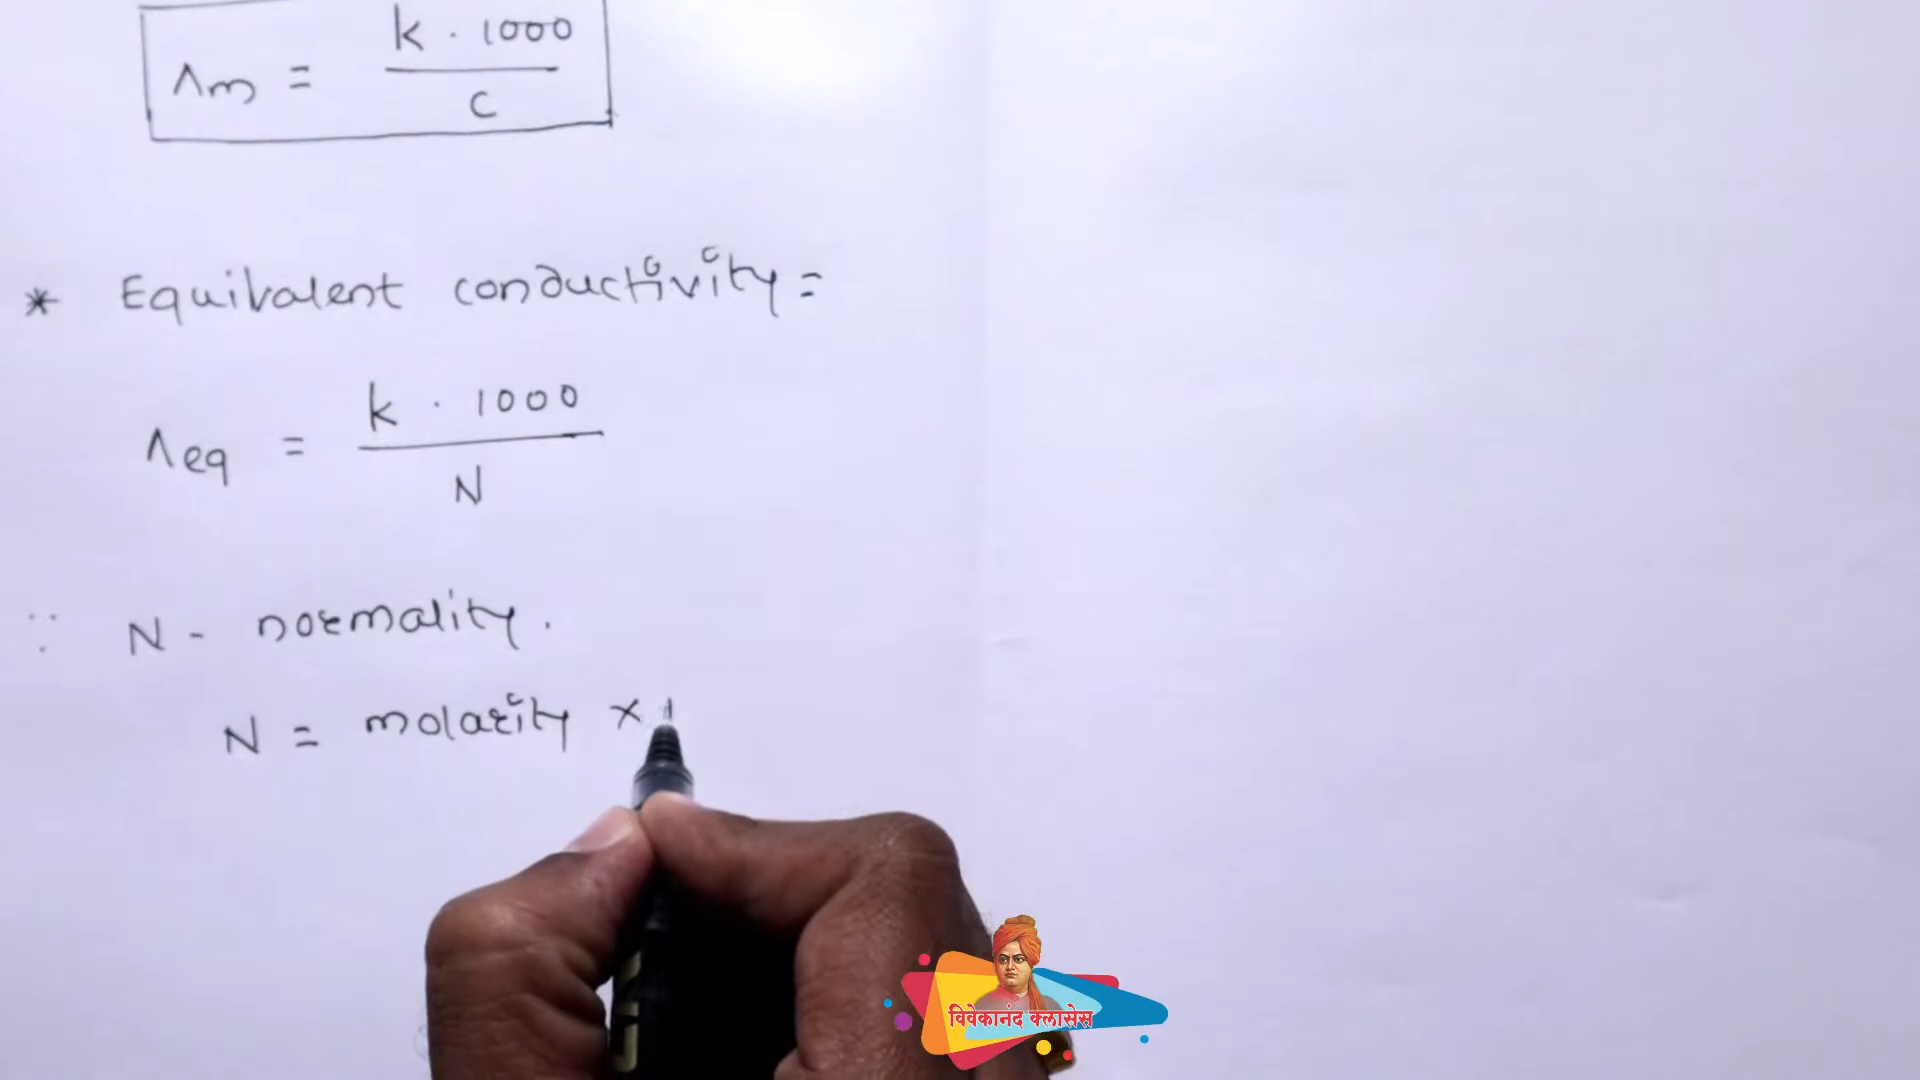 Λm = k · 1000 / C
* Equivalent conductivity =
Λeq = k · 1000 / N
∵ N - normality.
N = molarity ×
विवेकानंद क्लासेस